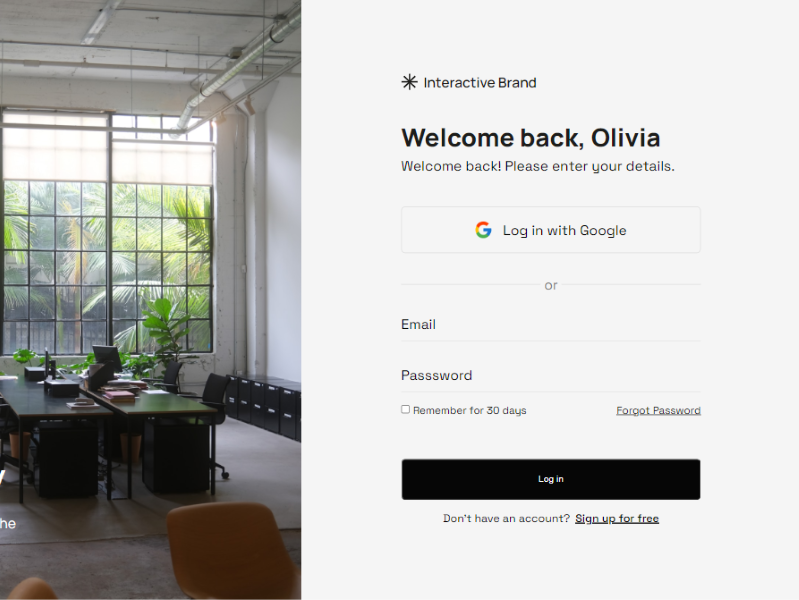 Interactive Brand
Welcome back, Olivia
Welcome back! Please enter your details.
Log in with Google
or
Email
Passsword
Remember for 30 days Forgot Password
Log in
Don't have an account? Sign up for free
he